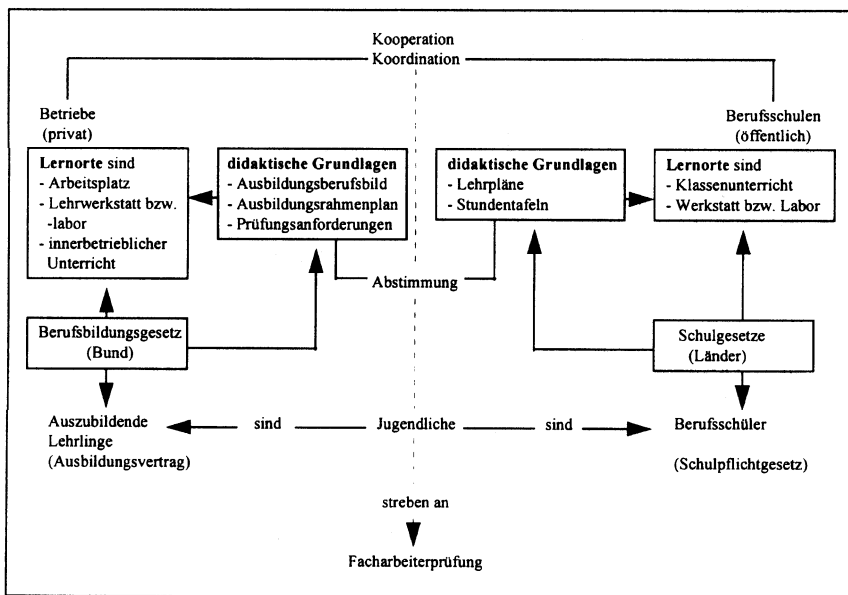 Kooperation
Koordination
Betriebe
(privat)
Berufsschulen
(öffentlich)
Lernorte sind
- Arbeitsplatz
- Lehrwerkstatt bzw.
-labor
- innerbetrieblicher
Unterricht
didaktische Grundlagen
- Ausbildungsberufsbild
- Ausbildungsrahmenplan
- Prüfungsanforderungen
didaktische Grundlagen
- Lehrpläne
- Stundentafeln
Lernorte sind
- Klassenunterricht
- Werkstatt bzw. Labor
Abstimmung
Berufsbildungsgesetz
(Bund)
Schulgesetze
(Länder)
Auszubildende
Lehrlinge
(Ausbildungsvertrag)
sind
Jugendliche
sind
Berufsschüler
(Schulpflichtgesetz)
streben an
Facharbeiterprüfung